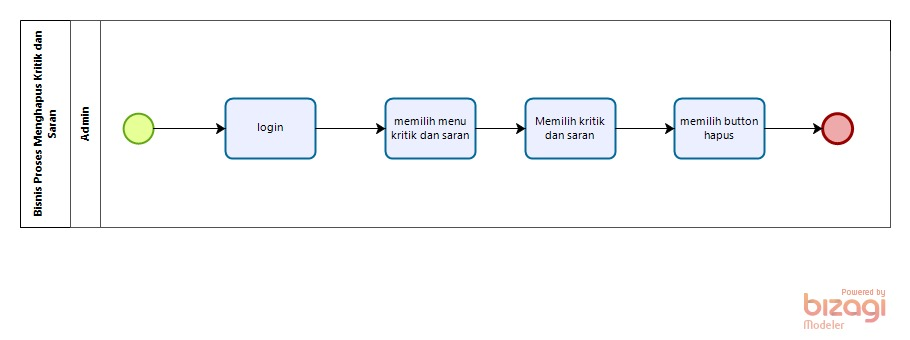 Bisnis Proses Menghapus Kritik dan
Saran
Admin
login
memilih menu
kritik dan saran
Memilih kritik
dan saran
memilih button
hapus
Powered by
bizagi
Modeler